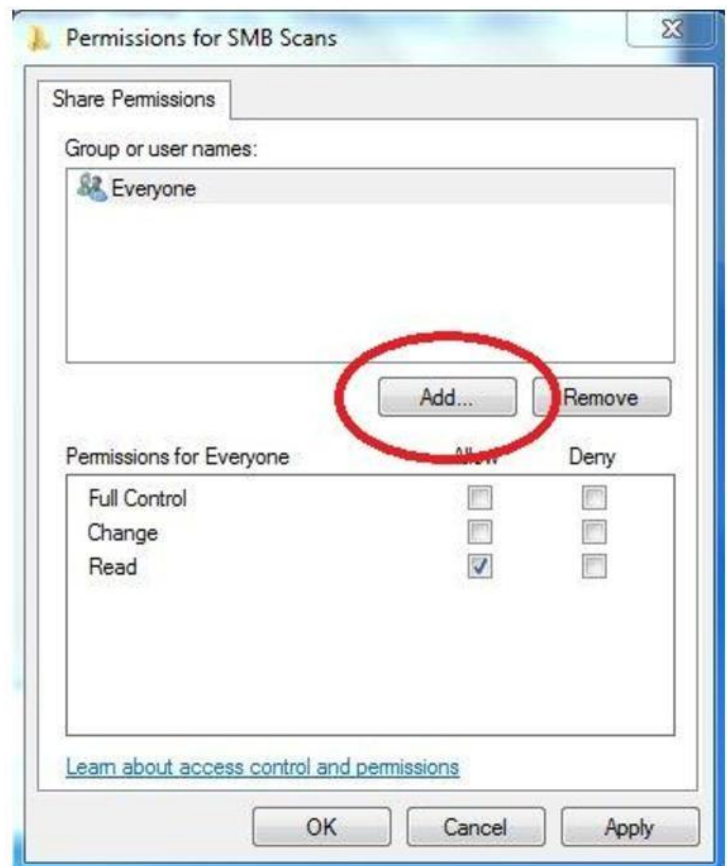 Permissions for SMB Scans
Share Permissions
Group or user names:
Everyone
Add... Remove
Permissions for Everyone Allow Deny
Full Control
Change
Read
Learn about access control and permissions
OK Cancel Apply